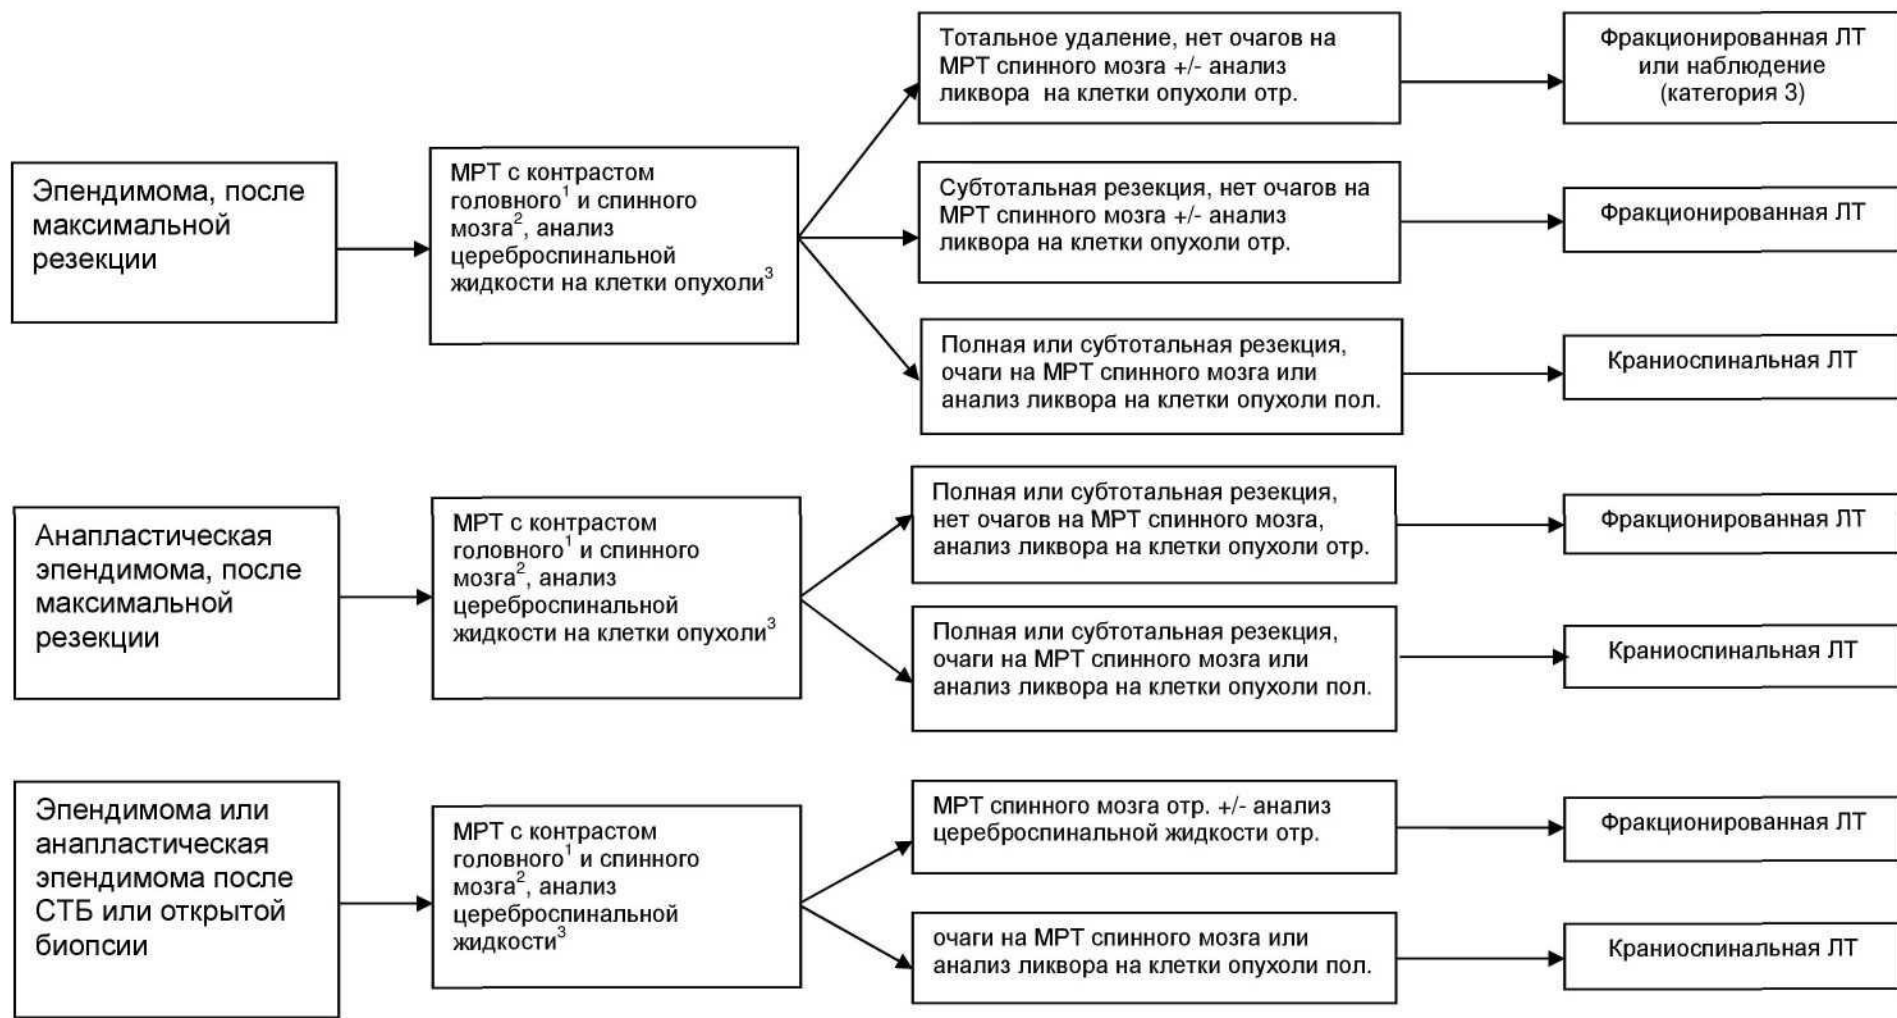 Эпендимома, после
максимальной
резекции
МРТ с контрастом
головного¹ и спинного
мозга², анализ
цереброспинальной
жидкости на клетки опухоли³
Тотальное удаление, нет очагов на
МРТ спинного мозга +/- анализ
ликвора на клетки опухоли отр.
Фракционированная ЛТ
или наблюдение
(категория 3)
Субтотальная резекция, нет очагов на
МРТ спинного мозга +/- анализ
ликвора на клетки опухоли отр.
Фракционированная ЛТ
Полная или субтотальная резекция,
очаги на МРТ спинного мозга или
анализ ликвора на клетки опухоли пол.
Краниоспинальная ЛТ
Анапластическая
эпендимома, после
максимальной
резекции
МРТ с контрастом
головного¹ и спинного
мозга², анализ
цереброспинальной
жидкости на клетки опухоли³
Полная или субтотальная резекция,
нет очагов на МРТ спинного мозга,
анализ ликвора на клетки опухоли отр.
Фракционированная ЛТ
Полная или субтотальная резекция,
очаги на МРТ спинного мозга или
анализ ликвора на клетки опухоли пол.
Краниоспинальная ЛТ
Эпендимома или
анапластическая
эпендимома после
СТБ или открытой
биопсии
МРТ с контрастом
головного¹ и спинного
мозга², анализ
цереброспинальной
жидкости³
МРТ спинного мозга отр. +/- анализ
цереброспинальной жидкости отр.
Фракционированная ЛТ
очаги на МРТ спинного мозга или
анализ ликвора на клетки опухоли пол.
Краниоспинальная ЛТ